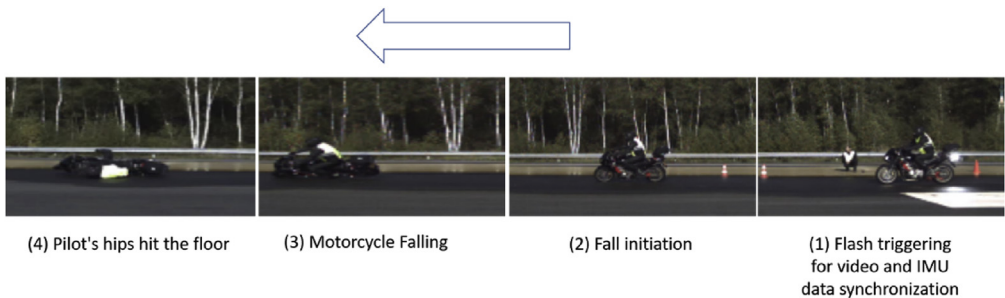 (4) Pilot's hips hit the floor
(3) Motorcycle Falling
(2) Fall initiation
(1) Flash triggering
for video and IMU
data synchronization